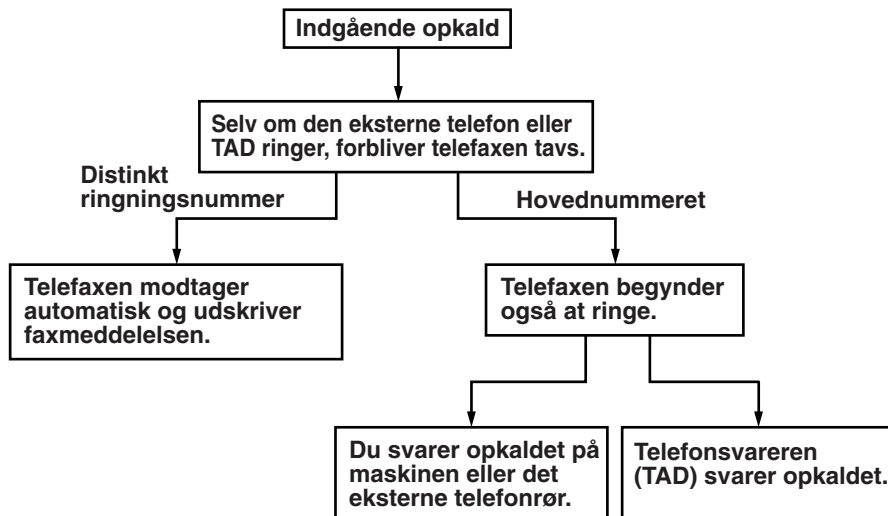 Indgående opkald
Selv om den eksterne telefon eller
TAD ringer, forbliver telefaxen tavs.
Distinkt
ringningsnummer
Hovednummeret
Telefaxen modtager
automatisk og udskriver
faxmeddelelsen.
Telefaxen begynder
også at ringe.
Du svarer opkaldet på
maskinen eller det
eksterne telefonrør.
Telefonsvareren
(TAD) svarer opkaldet.